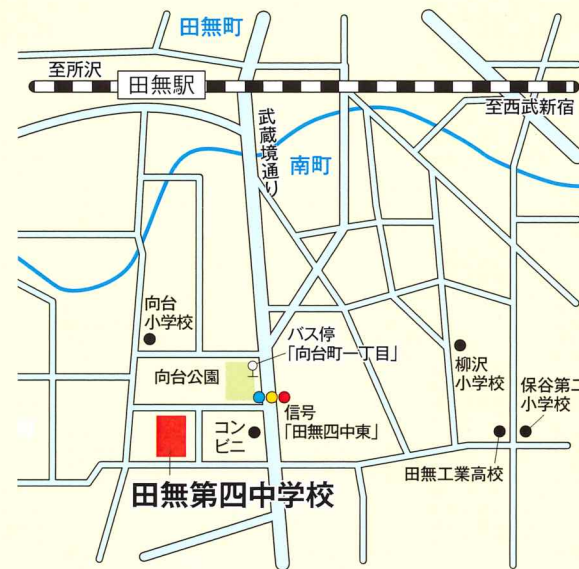 田無町
至所沢
田無駅
至西武新宿
武蔵境通り
南町
向台
小学校
バス停
「向台町一丁目」
向台公園
柳沢
小学校
保谷第二
小学校
信号
「田無四中東」
コン
ビニ
田無工業高校
田無第四中学校